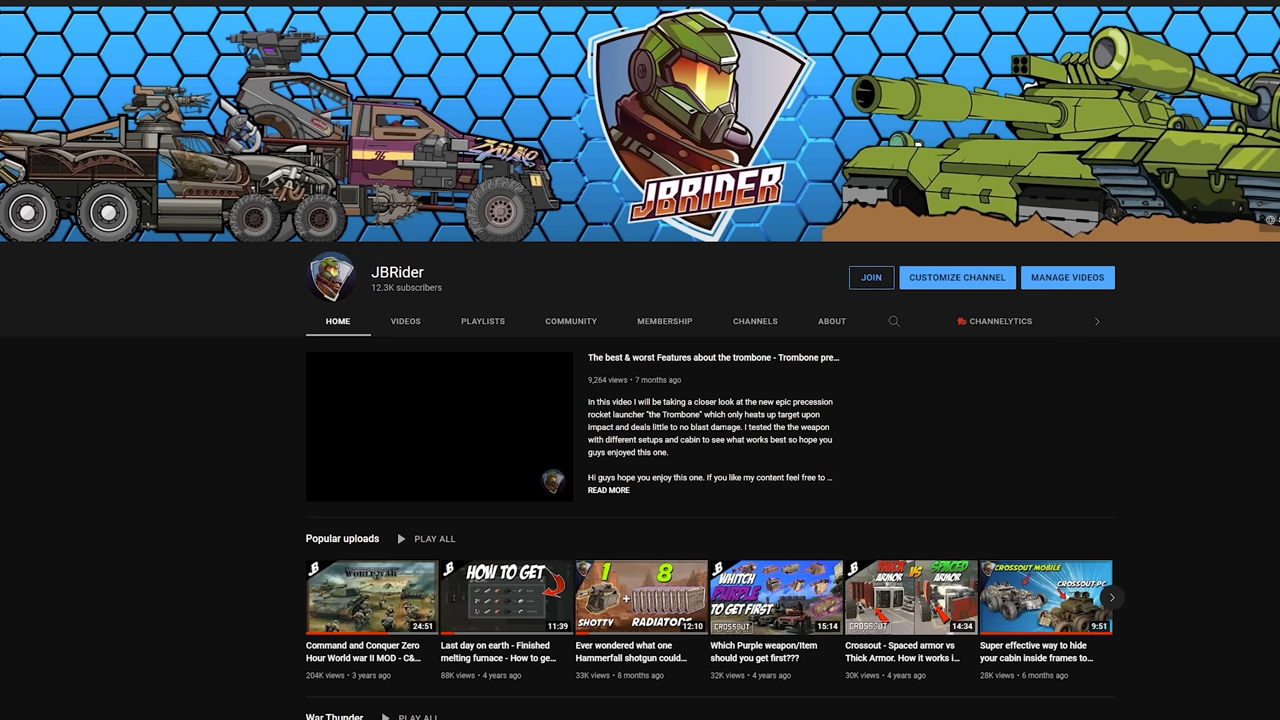 JBRIDER
JBRider
12.3K subscribers
JOIN
CUSTOMIZE CHANNEL
MANAGE VIDEOS
HOME
VIDEOS
PLAYLISTS
COMMUNITY
MEMBERSHIP
CHANNELS
ABOUT
CHANNELYTICS
The best & worst Features about the trombone - Trombone pre...
9,264 views • 7 months ago
In this video I will be taking a closer look at the new epic precession
rocket launcher "the Trombone" which only heats up target upon
impact and deals little to no blast damage. I tested the the weapon
with different setups and cabin to see what works best so hope you
guys enjoyed this one.
Hi guys hope you enjoy this one. If you like my content feel free to ...
READ MORE
Popular uploads
PLAY ALL
WORLD WAR
24:51
HOW TO GET
11:39
1
8
+
SHOTTY
RADIATORS
12:10
WHITCH
PURPLE
TO GET FIRST
CROSSOUT
15:14
THICK
ARMOR
VS
SPACED
ARMOR
CROSSOUT
14:34
CROSSOUT MOBILE
CROSSOUT PC
9:51
Command and Conquer Zero
Hour World war II MOD - C&...
204K views • 3 years ago
Last day on earth - Finished
melting furnace - How to ge...
88K views • 4 years ago
Ever wondered what one
Hammerfall shotgun could...
33K views • 8 months ago
Which Purple weapon/Item
should you get first???
32K views • 4 years ago
Crossout - Spaced armor vs
Thick Armor. How it works i...
30K views • 4 years ago
Super effective way to hide
your cabin inside frames to...
28K views • 6 months ago
War Thunder
PLAY ALL